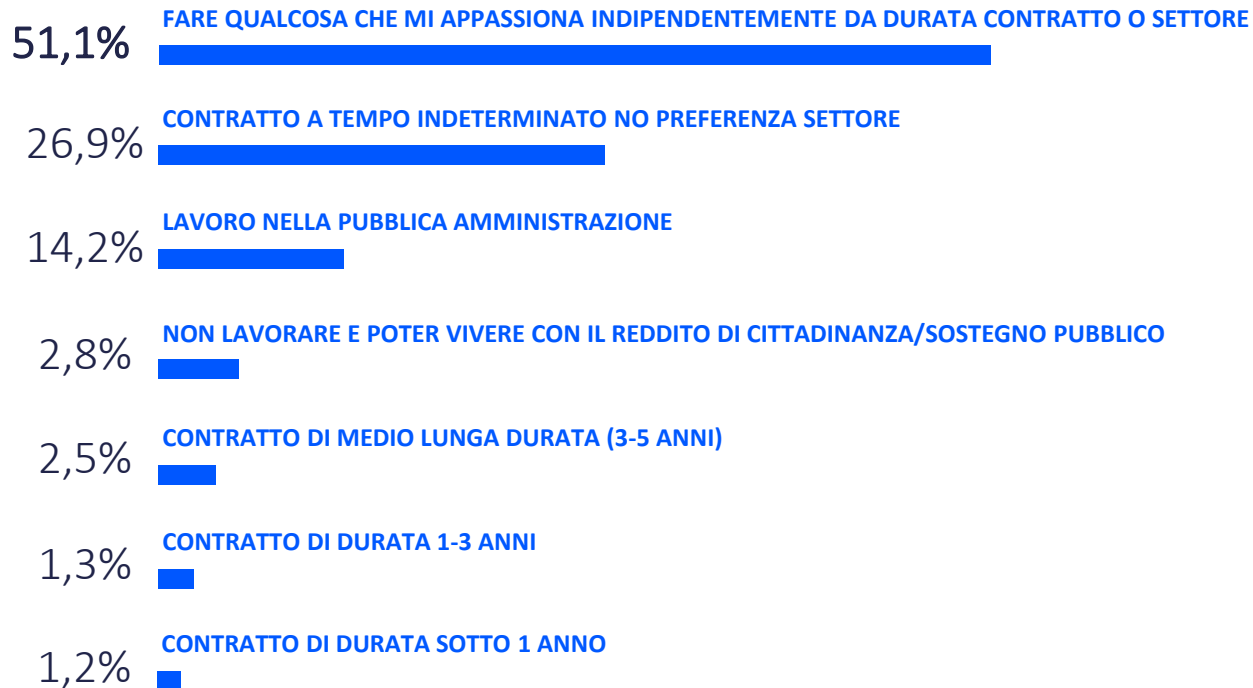 FARE QUALCOSA CHE MI APPASSIONA INDIPENDENTEMENTE DA DURATA CONTRATTO O SETTORE
51,1%
CONTRATTO A TEMPO INDETERMINATO NO PREFERENZA SETTORE
26,9%
LAVORO NELLA PUBBLICA AMMINISTRAZIONE
14,2%
NON LAVORARE E POTER VIVERE CON IL REDDITO DI CITTADINANZA/SOSTEGNO PUBBLICO
2,8%
CONTRATTO DI MEDIO LUNGA DURATA (3-5 ANNI)
2,5%
CONTRATTO DI DURATA 1-3 ANNI
1,3%
CONTRATTO DI DURATA SOTTO 1 ANNO
1,2%